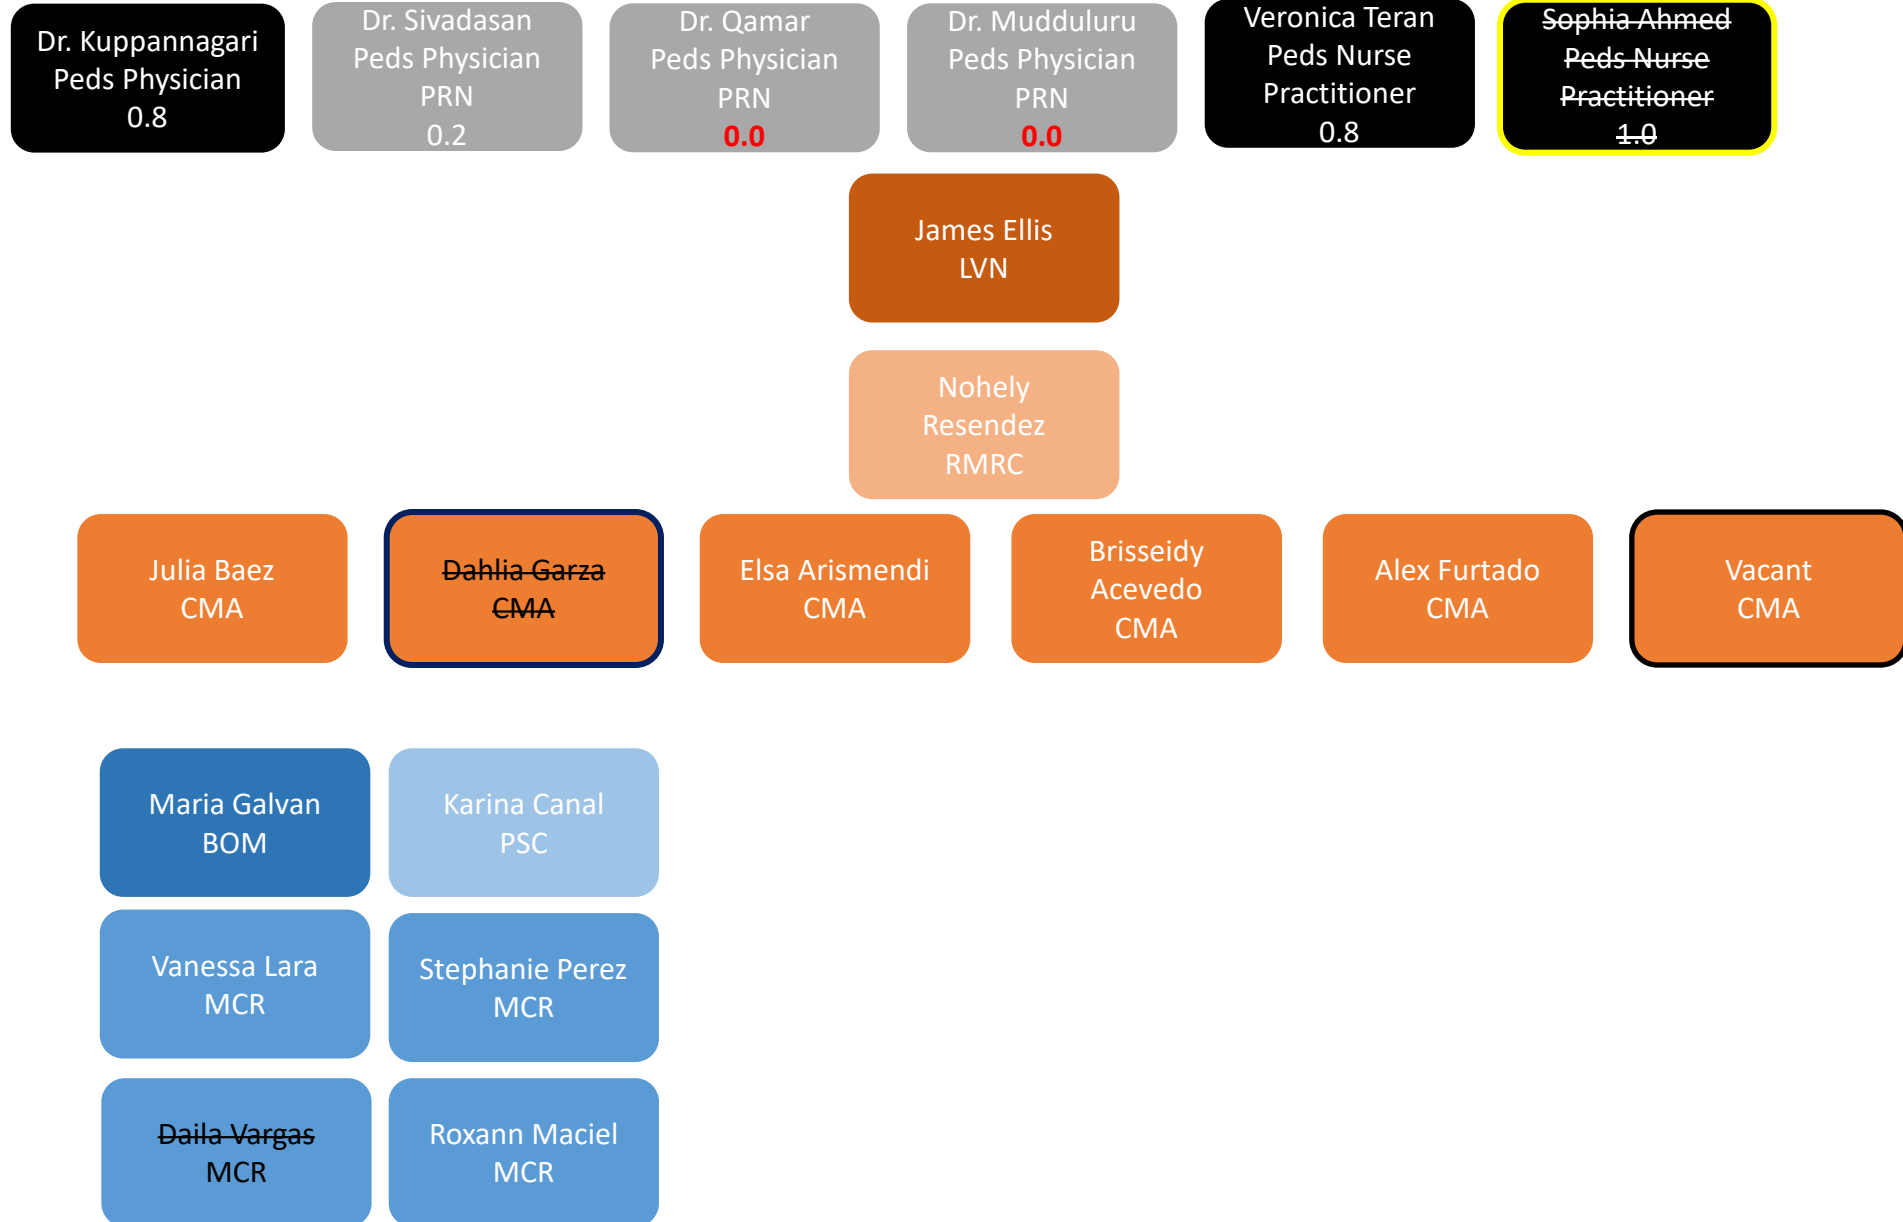 Dr. Kuppannagari
Peds Physician
0.8
Dr. Sivadasan
Peds Physician
PRN
0.2
Dr. Qamar
Peds Physician
PRN
0.0
Dr. Mudduluru
Peds Physician
PRN
0.0
Veronica Teran
Peds Nurse
Practitioner
0.8
Sophia Ahmed
Peds Nurse
Practitioner
1.0
James Ellis
LVN
Nohely
Resendez
RMRC
Julia Baez
CMA
Dahlia Garza
CMA
Elsa Arismendi
CMA
Brisseidy
Acevedo
CMA
Alex Furtado
CMA
Vacant
CMA
Maria Galvan
BOM
Karina Canal
PSC
Vanessa Lara
MCR
Stephanie Perez
MCR
Daila Vargas
MCR
Roxann Maciel
MCR